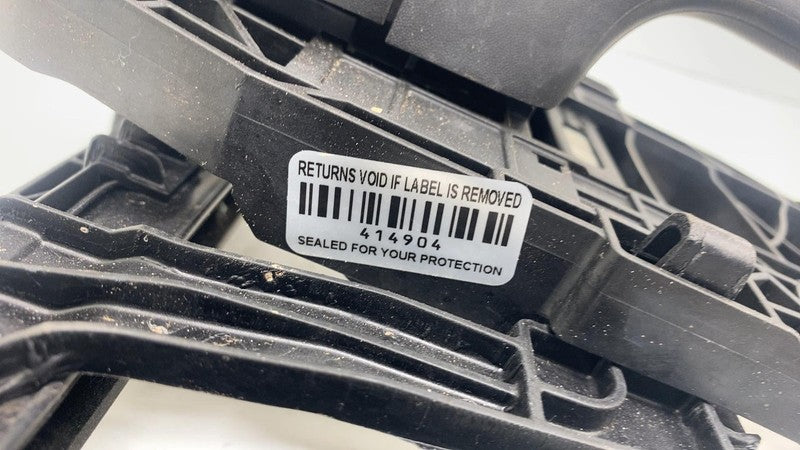 RETURNS VOID IF LABEL IS REMOVED
414904
SEALED FOR YOUR PROTECTION